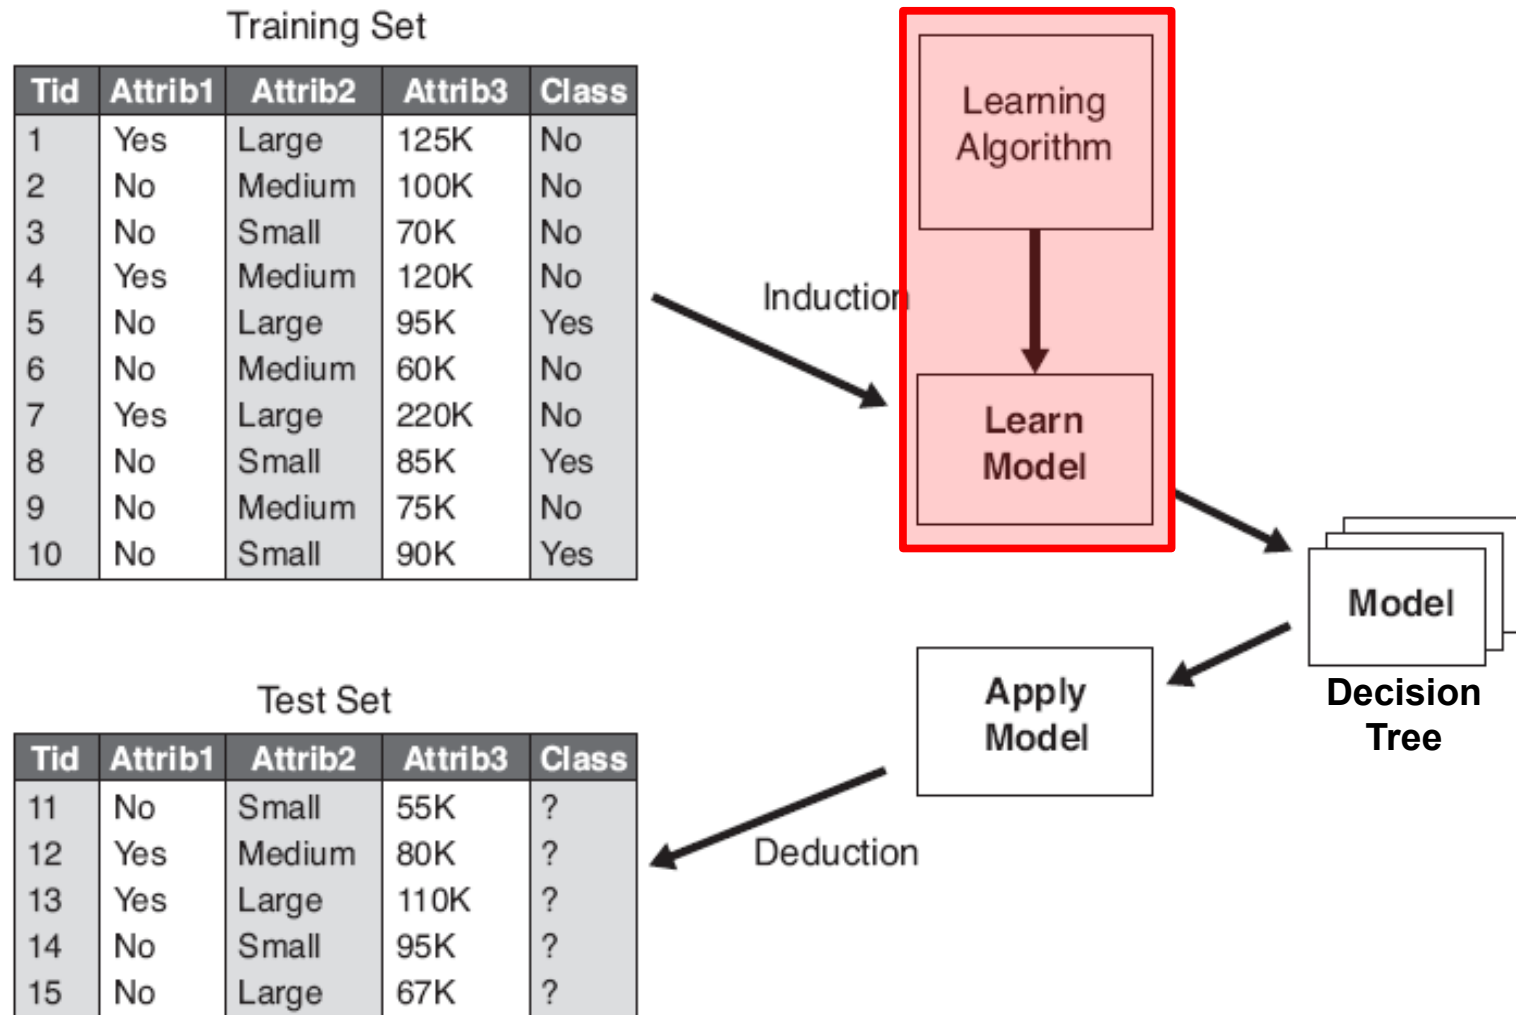 Training Set
Tid Attrib1 Attrib2 Attrib3 Class
1 Yes Large 125K No
2 No Medium 100K No
3 No Small 70K No
4 Yes Medium 120K No
5 No Large 95K Yes
6 No Medium 60K No
7 Yes Large 220K No
8 No Small 85K Yes
9 No Medium 75K No
10 No Small 90K Yes
Induction
Learning
Algorithm
Learn
Model
Model
Decision
Tree
Apply
Model
Deduction
Test Set
Tid Attrib1 Attrib2 Attrib3 Class
11 No Small 55K ?
12 Yes Medium 80K ?
13 Yes Large 110K ?
14 No Small 95K ?
15 No Large 67K ?